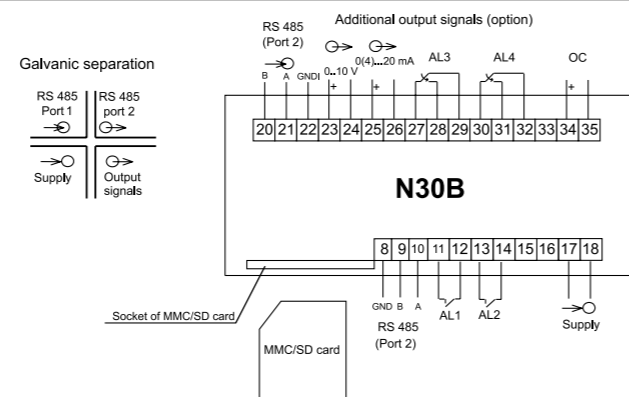 Additional output signals (option)
RS 485
(Port 2)
0..10 V
0(4)...20 mA
AL3
AL4
OC
B A GNDI + + +
Galvanic separation
RS 485
Port 1
RS 485
port 2
Supply
Output
signals
20 21 22 23 24 25 26 27 28 29 30 31 32 33 34 35
N30B
8 9 10 11 12 13 14 15 16 17 18
GND B A
AL1
AL2
RS 485
(Port 2)
Supply
Socket of MMC/SD card
MMC/SD card